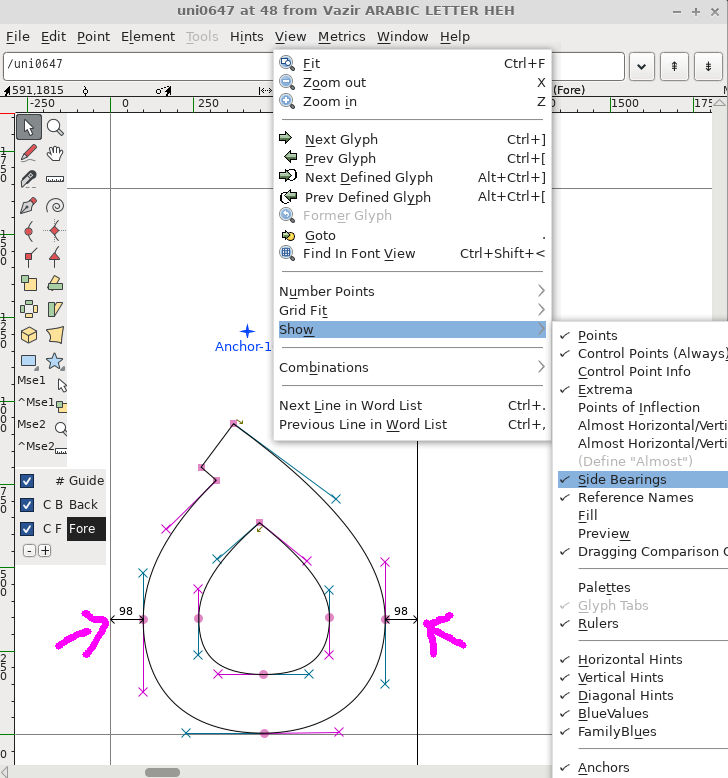 uni0647 at 48 from Vazir ARABIC LETTER HEH
File Edit Point Element Tools Hints View Metrics Window Help
/uni0647
591,1815
(Fore)
-250 0 250 1500 175
Fit Ctrl+F
Zoom out X
Zoom in Z
Next Glyph Ctrl+]
Prev Glyph Ctrl+[
Next Defined Glyph Alt+Ctrl+]
Prev Defined Glyph Alt+Ctrl+[
Former Glyph
Goto .
Find In Font View Ctrl+Shift+<
Number Points
Grid Fit
Show
Combinations
Next Line in Word List Ctrl+.
Previous Line in Word List Ctrl+,
Points
Control Points (Always)
Control Point Info
Extrema
Points of Inflection
Almost Horizontal/Verti
Almost Horizontal/Verti
(Define "Almost")
Side Bearings
Reference Names
Fill
Preview
Dragging Comparison O
Palettes
Glyph Tabs
Rulers
Horizontal Hints
Vertical Hints
Diagonal Hints
BlueValues
FamilyBlues
Anchors
Anchor-1
Mse1
^Mse1
Mse2
^Mse2
# Guide
C B Back
C F Fore
- +
98
98